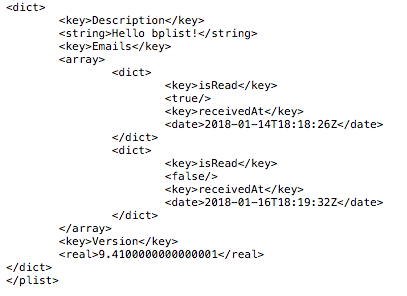 <dict>
<key>Description</key>
<string>Hello bplist!</string>
<key>Emails</key>
<array>
<dict>
<key>isRead</key>
<true/>
<key>receivedAt</key>
<date>2018-01-14T18:18:26Z</date>
</dict>
<dict>
<key>isRead</key>
<false/>
<key>receivedAt</key>
<date>2018-01-16T18:19:32Z</date>
</dict>
</array>
<key>Version</key>
<real>9.4100000000000001</real>
</dict>
</plist>